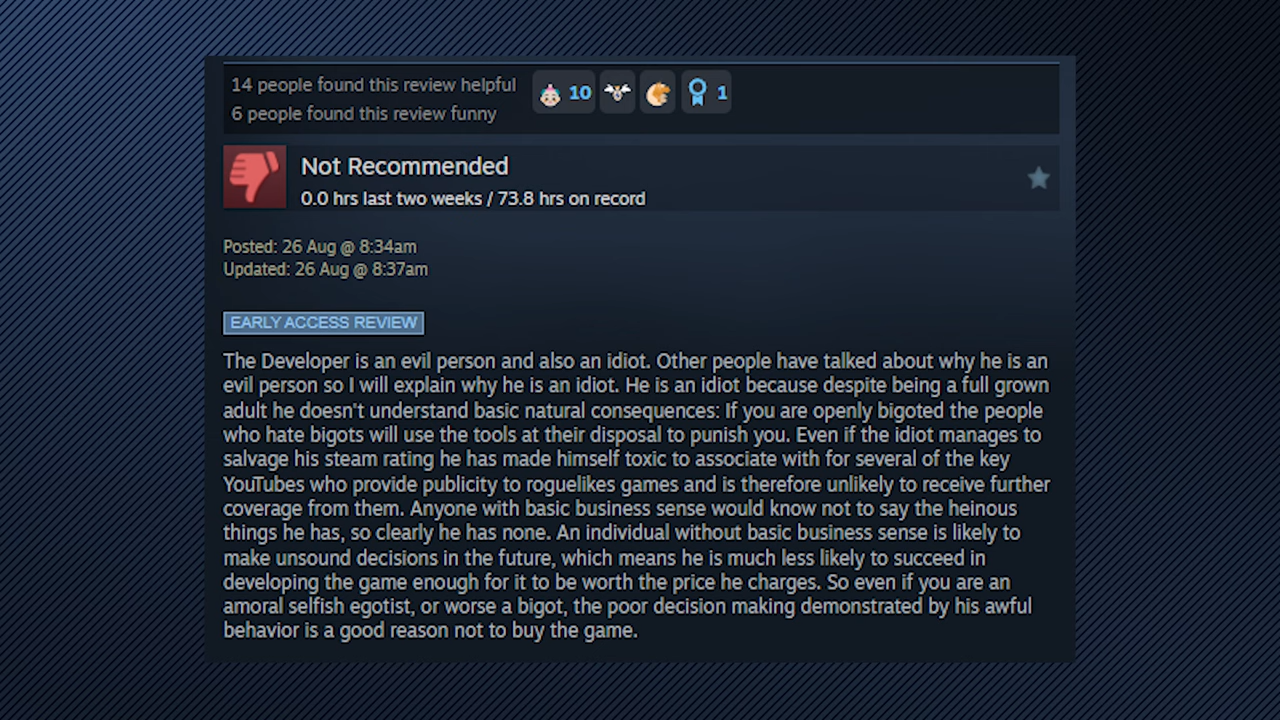 14 people found this review helpful
6 people found this review funny
10
1
Not Recommended
0.0 hrs last two weeks / 73.8 hrs on record
Posted: 26 Aug @ 8:34am
Updated: 26 Aug @ 8:37am
EARLY ACCESS REVIEW
The Developer is an evil person and also an idiot. Other people have talked about why he is an
evil person so I will explain why he is an idiot. He is an idiot because despite being a full grown
adult he doesn't understand basic natural consequences: If you are openly bigoted the people
who hate bigots will use the tools at their disposal to punish you. Even if the idiot manages to
salvage his steam rating he has made himself toxic to associate with for several of the key
YouTubes who provide publicity to roguelikes games and is therefore unlikely to receive further
coverage from them. Anyone with basic business sense would know not to say the heinous
things he has, so clearly he has none. An individual without basic business sense is likely to
make unsound decisions in the future, which means he is much less likely to succeed in
developing the game enough for it to be worth the price he charges. So even if you are an
amoral selfish egotist, or worse a bigot, the poor decision making demonstrated by his awful
behavior is a good reason not to buy the game.